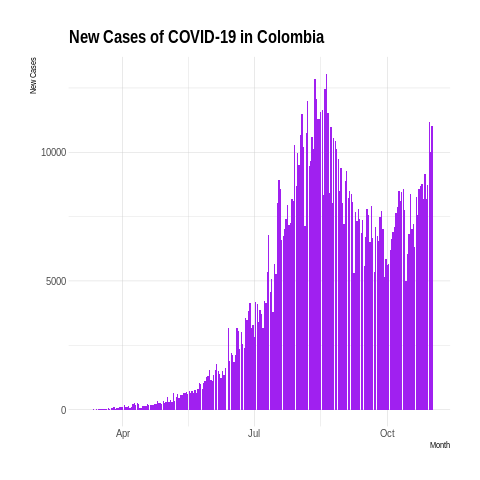 New Cases of COVID-19 in Colombia
New Cases
10000
5000
0
Apr
Jul
Oct
Month